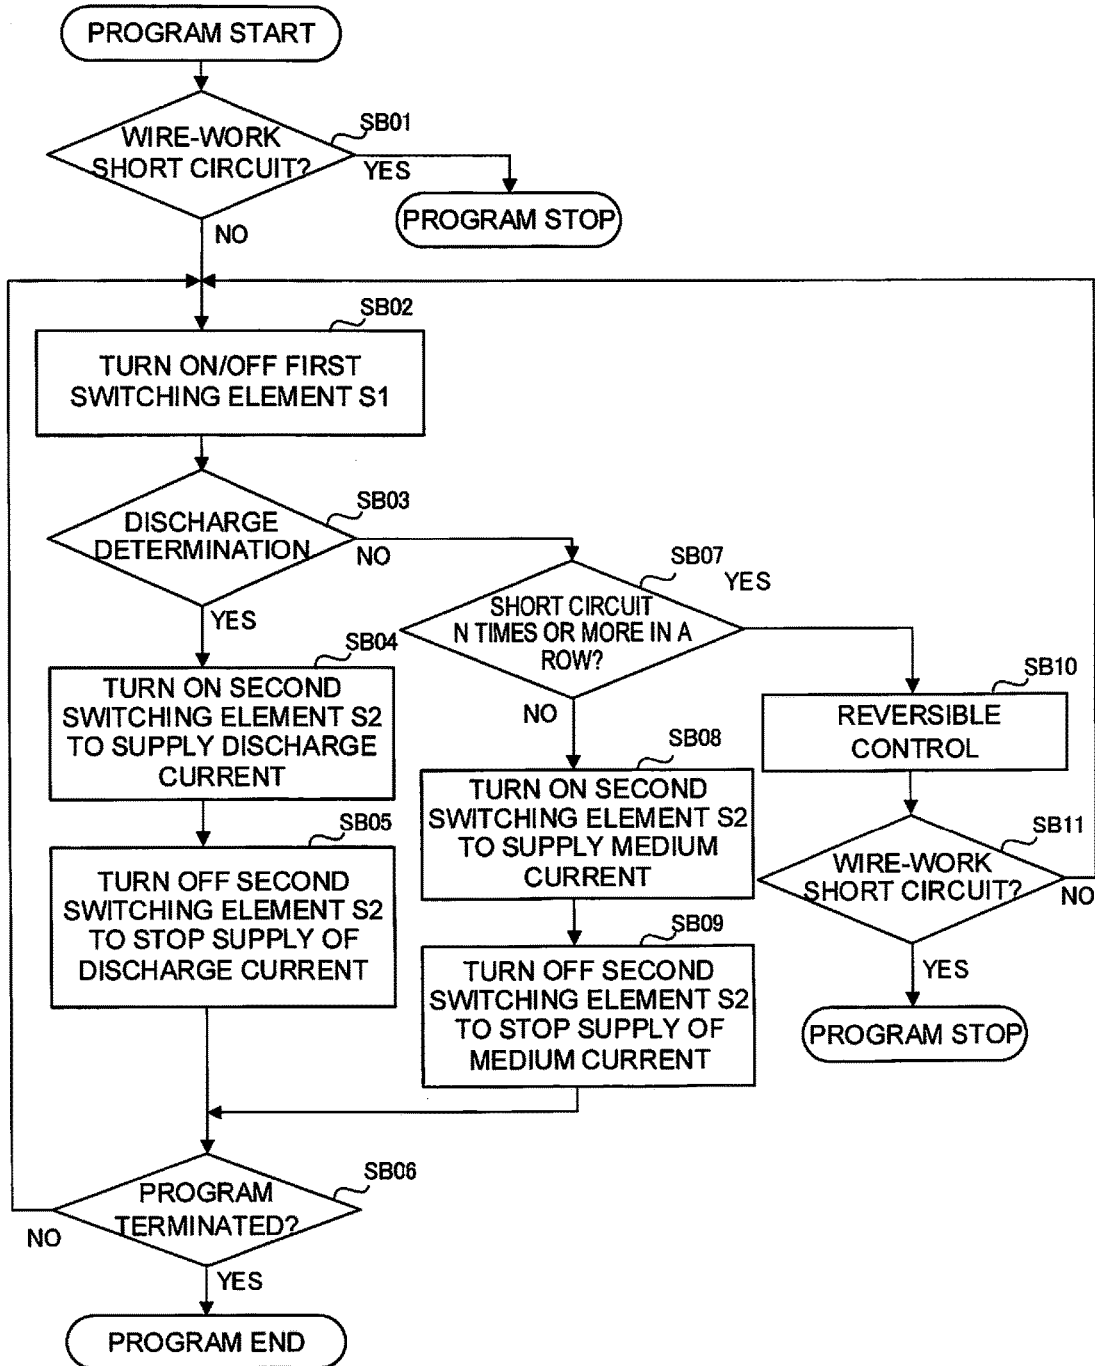 PROGRAM START
SB01
WIRE-WORK
SHORT CIRCUIT?
YES
PROGRAM STOP
NO
SB02
TURN ON/OFF FIRST
SWITCHING ELEMENT S1
SB03
DISCHARGE
DETERMINATION
NO
YES
SB07
YES
SHORT CIRCUIT
N TIMES OR MORE IN A
ROW?
NO
SB04
TURN ON SECOND
SWITCHING ELEMENT S2
TO SUPPLY DISCHARGE
CURRENT
SB05
TURN OFF SECOND
SWITCHING ELEMENT S2
TO STOP SUPPLY OF
DISCHARGE CURRENT
SB08
TURN ON SECOND
SWITCHING ELEMENT S2
TO SUPPLY MEDIUM
CURRENT
SB09
TURN OFF SECOND
SWITCHING ELEMENT S2
TO STOP SUPPLY OF
MEDIUM CURRENT
SB10
REVERSIBLE
CONTROL
SB11
WIRE-WORK
SHORT CIRCUIT?
NO
YES
PROGRAM STOP
SB06
PROGRAM
TERMINATED?
NO
YES
PROGRAM END